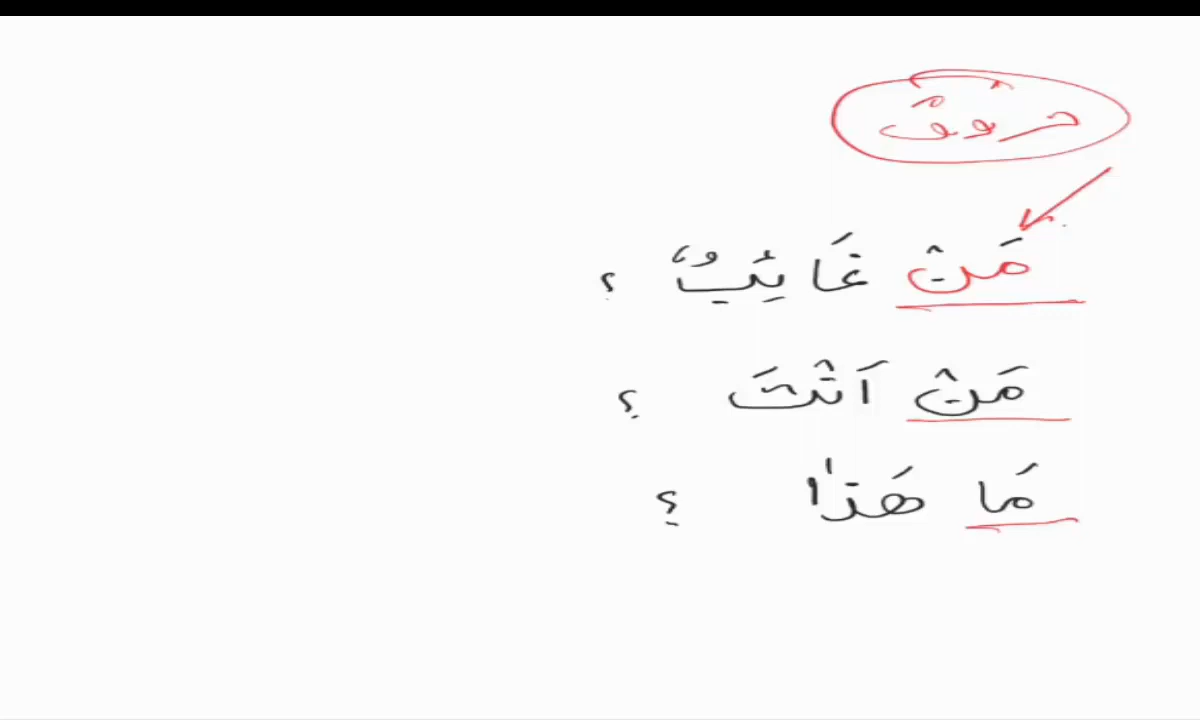 حروف
مَنْ غَائِبٌ ؟
مَنْ اَنْتَ ؟
مَا هَذٰا ؟